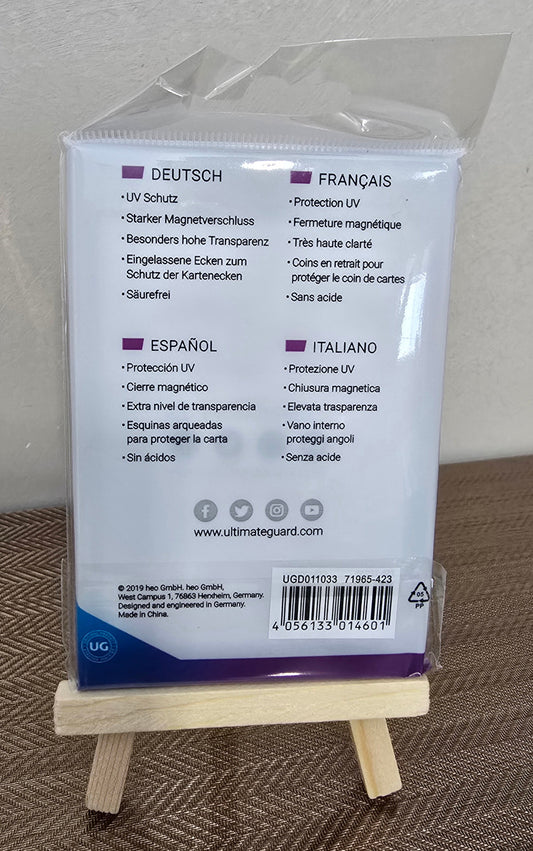 DEUTSCH
• UV Schutz
• Starker Magnetverschluss
• Besonders hohe Transparenz
• Eingelassene Ecken zum
Schutz der Kartenecken
• Säurefrei
FRANÇAIS
• Protection UV
• Fermeture magnétique
• Très haute clarté
• Coins en retrait pour
protéger le coin de cartes
• Sans acide
ESPAÑOL
• Protección UV
• Cierre magnético
• Extra nivel de transparencia
• Esquinas arqueadas
para proteger la carta
• Sin ácidos
ITALIANO
• Protezione UV
• Chiusura magnetica
• Elevata trasparenza
• Vano interno
proteggi angoli
• Senza acide
www.ultimateguard.com
© 2019 heo GmbH. heo GmbH,
West Campus 1, 76863 Herxheim, Germany.
Designed and engineered in Germany.
Made in China.
UGD011033 71965-423
4 056133 014601
05
PP
UG